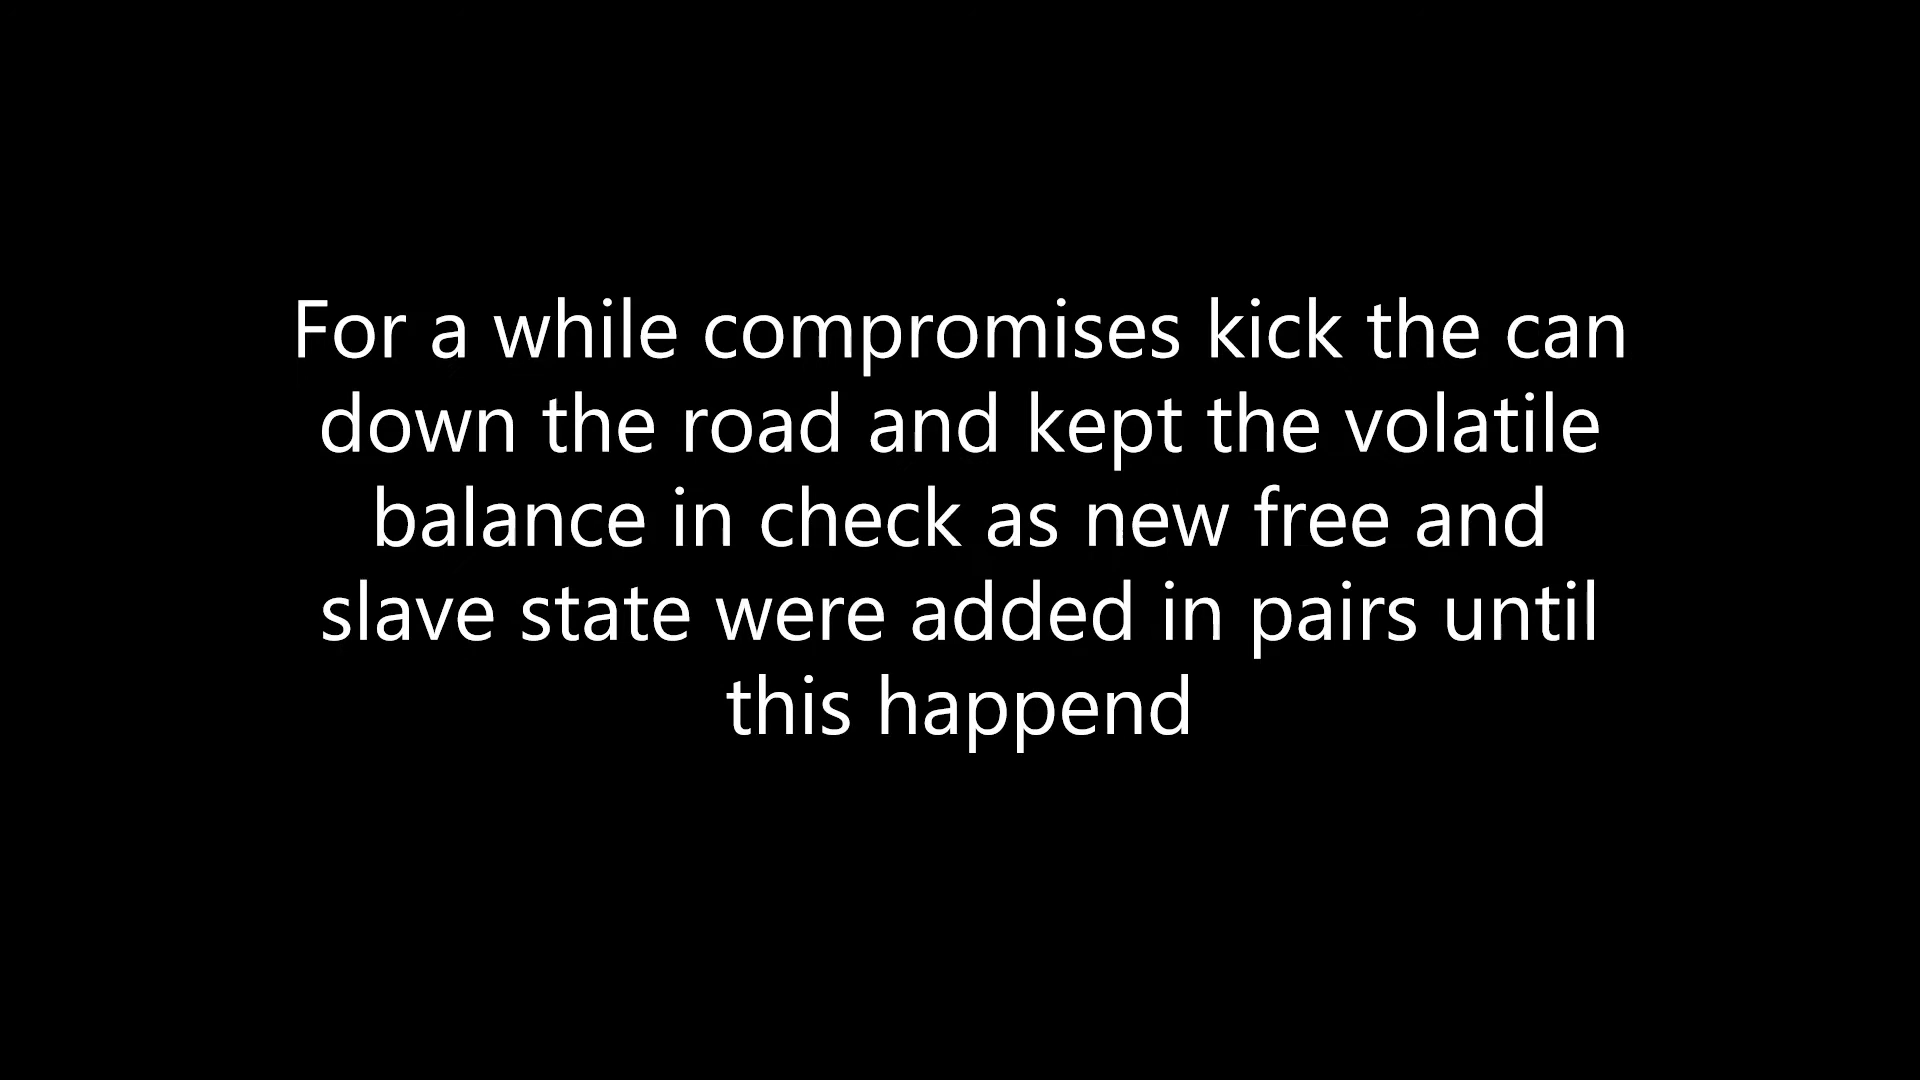 For a while compromises kick the can
down the road and kept the volatile
balance in check as new free and
slave state were added in pairs until
this happend